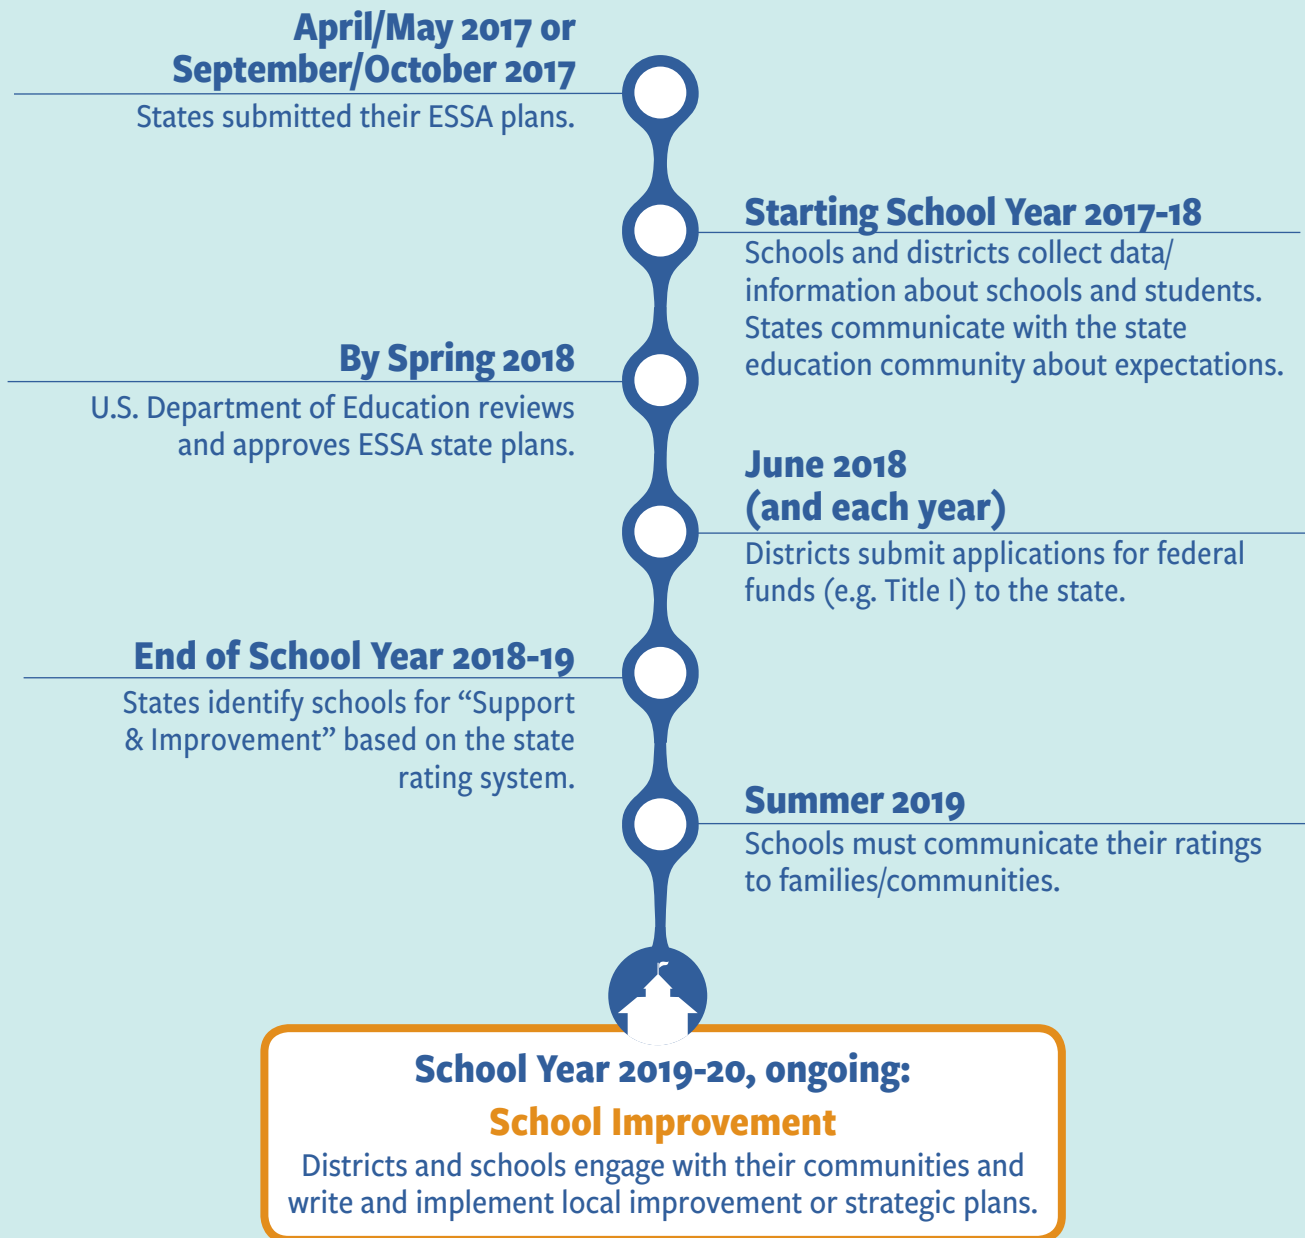 April/May 2017 or
September/October 2017
States submitted their ESSA plans.
Starting School Year 2017-18
Schools and districts collect data/
information about schools and students.
States communicate with the state
education community about expectations.
By Spring 2018
U.S. Department of Education reviews
and approves ESSA state plans.
June 2018
(and each year)
Districts submit applications for federal
funds (e.g. Title I) to the state.
End of School Year 2018-19
States identify schools for “Support
& Improvement” based on the state
rating system.
Summer 2019
Schools must communicate their ratings
to families/communities.
School Year 2019-20, ongoing:
School Improvement
Districts and schools engage with their communities and
write and implement local improvement or strategic plans.